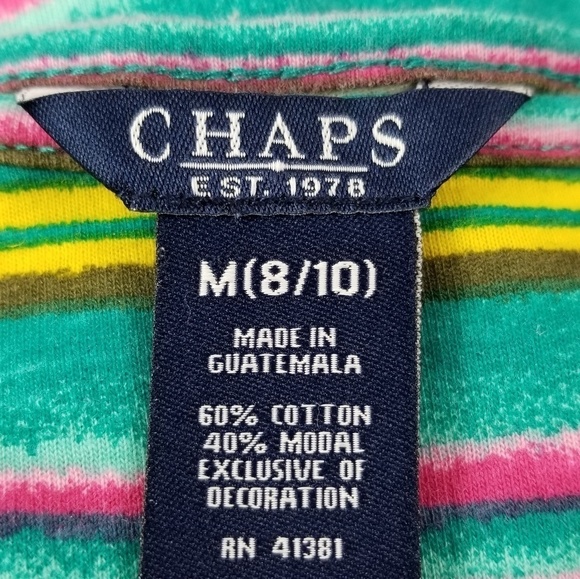 CHAPS
EST. 1978
M(8/10)
MADE IN
GUATEMALA
60% COTTON
40% MODAL
EXCLUSIVE OF
DECORATION
RN 41381